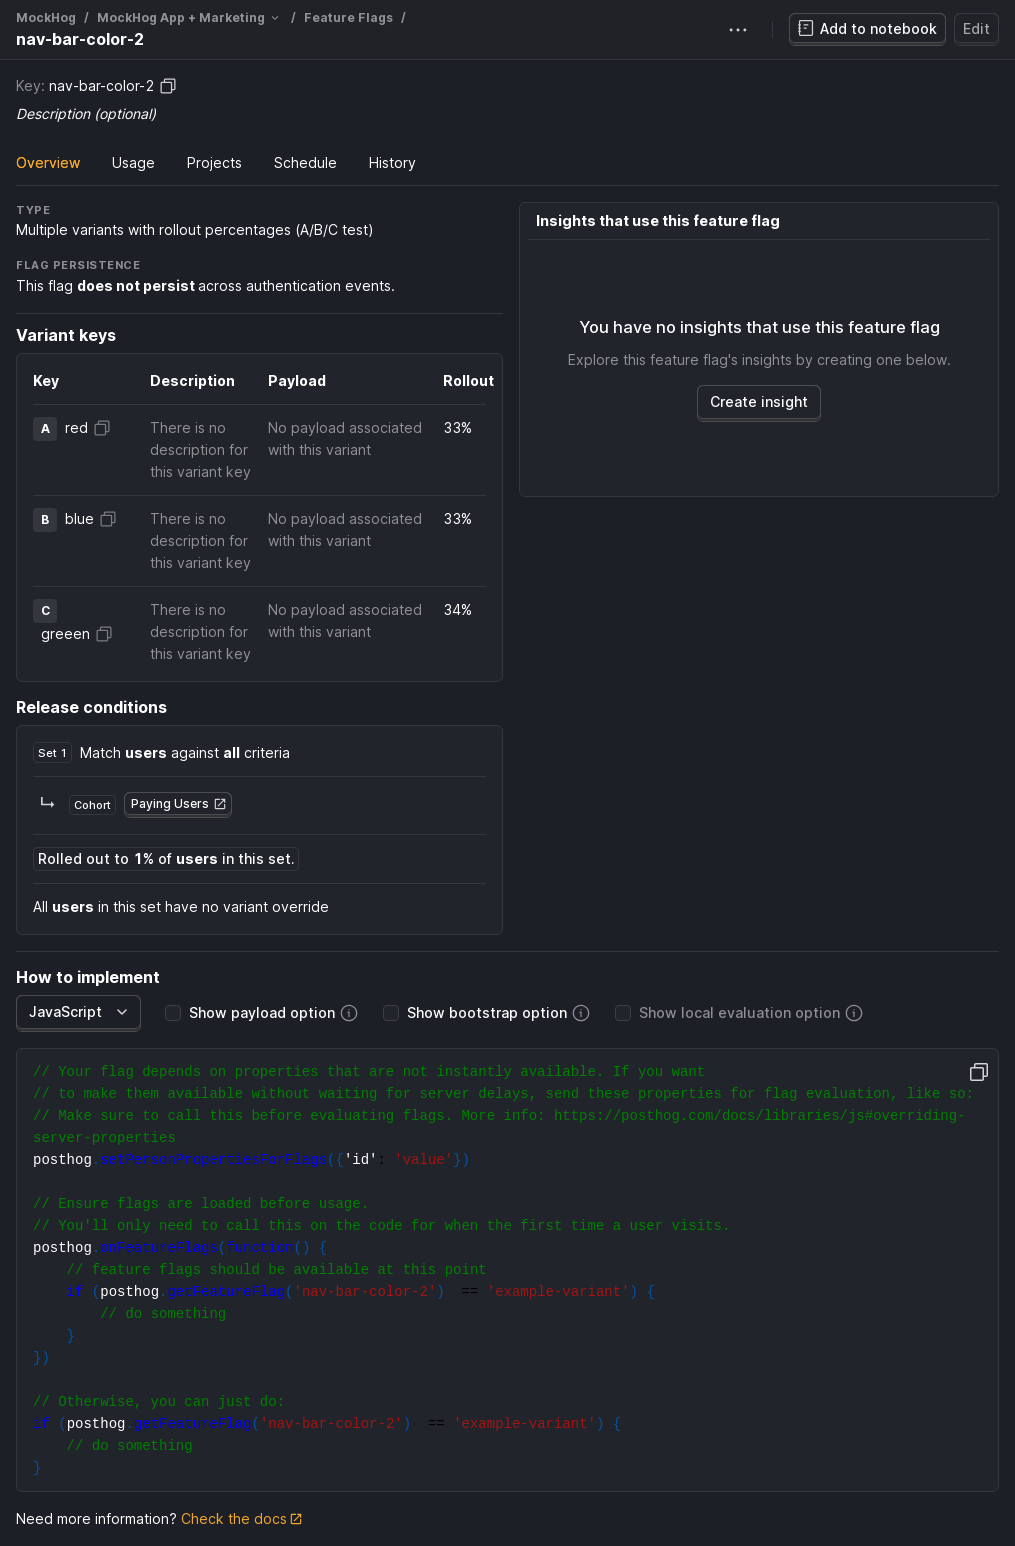 MockHog / MockHog App + Marketing / Feature Flags /
nav-bar-color-2
Add to notebook
Edit
Key: nav-bar-color-2
Description (optional)
Overview Usage Projects Schedule History
TYPE
Multiple variants with rollout percentages (A/B/C test)
FLAG PERSISTENCE
This flag does not persist across authentication events.
Variant keys
Key Description Payload Rollout
A red There is no description for this variant key No payload associated with this variant 33%
B blue There is no description for this variant key No payload associated with this variant 33%
C greeen There is no description for this variant key No payload associated with this variant 34%
Insights that use this feature flag
You have no insights that use this feature flag
Explore this feature flag's insights by creating one below.
Create insight
Release conditions
Set 1 Match users against all criteria
Cohort Paying Users
Rolled out to 1% of users in this set.
All users in this set have no variant override
How to implement
JavaScript Show payload option Show bootstrap option Show local evaluation option
// Your flag depends on properties that are not instantly available. If you want
// to make them available without waiting for server delays, send these properties for flag evaluation, like so:
// Make sure to call this before evaluating flags. More info: https://posthog.com/docs/libraries/js#overriding-
server-properties
posthog.setPersonPropertiesForFlags({'id': 'value'})
// Ensure flags are loaded before usage.
// You'll only need to call this on the code for when the first time a user visits.
posthog.onFeatureFlags(function() {
// feature flags should be available at this point
if (posthog.getFeatureFlag('nav-bar-color-2')  == 'example-variant') {
// do something
}
})
// Otherwise, you can just do:
if (posthog.getFeatureFlag('nav-bar-color-2')  == 'example-variant') {
// do something
}
Need more information? Check the docs